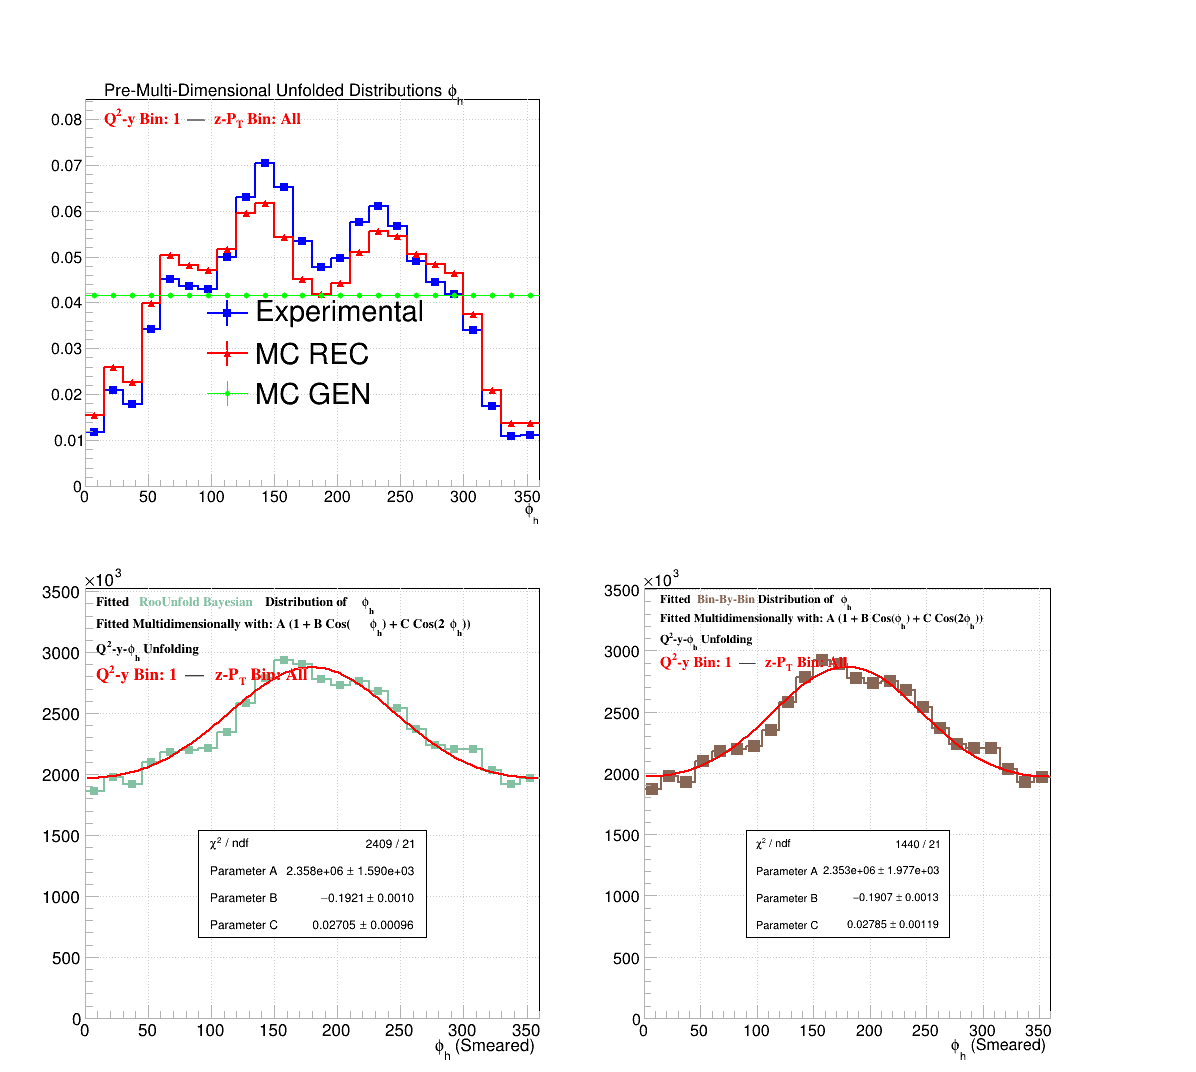 Pre-Multi-Dimensional Unfolded Distributions ϕh
Q2-y Bin: 1 — z-PT Bin: All
0.08
0.07
0.06
0.05
0.04
0.03
0.02
0.01
0
Experimental
MC REC
MC GEN
0 50 100 150 200 250 300 350
ϕh
×10^3
Fitted RooUnfold Bayesian Distribution of ϕh
Fitted Multidimensionally with: A (1 + B Cos( ϕh) + C Cos(2 ϕh))
Q2-y-ϕh Unfolding
Q2-y Bin: 1 — z-PT Bin: All
3500
3000
2500
2000
1500
1000
500
0
χ2 / ndf 2409 / 21
Parameter A 2.358e+06 ± 1.590e+03
Parameter B −0.1921 ± 0.0010
Parameter C 0.02705 ± 0.00096
0 50 100 150 200 250 300 350
ϕh (Smeared)
×10^3
Fitted Bin-By-Bin Distribution of ϕh
Fitted Multidimensionally with: A (1 + B Cos(ϕh) + C Cos(2ϕh))
Q2-y-ϕh Unfolding
Q2-y Bin: 1 — z-PT Bin: All
3500
3000
2500
2000
1500
1000
500
0
χ2 / ndf 1440 / 21
Parameter A 2.353e+06 ± 1.977e+03
Parameter B −0.1907 ± 0.0013
Parameter C 0.02785 ± 0.00119
0 50 100 150 200 250 300 350
ϕh (Smeared)